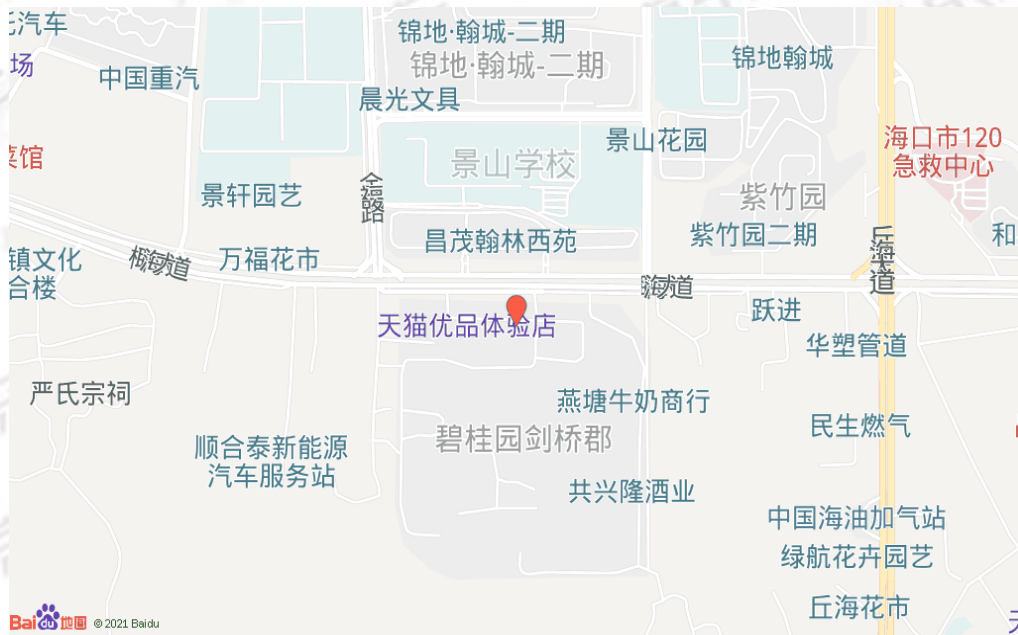 汽车
锦地·翰城-二期
锦地·翰城-二期
锦地翰城
场
中国重汽
晨光文具
景山花园
海口市120
急救中心
菜馆
景山学校
景轩园艺
金福路
紫竹园
昌茂翰林西苑
紫竹园二期
丘海大道
和
镇文化
合楼
万福花市
椰海大道
椰海大道
跃进
天猫优品体验店
华塑管道
严氏宗祠
燕塘牛奶商行
碧桂园剑桥郡
民生燃气
顺合泰新能源
汽车服务站
共兴隆酒业
中国海油加气站
绿航花卉园艺
丘海花市
Bai du 地图 © 2021 Baidu